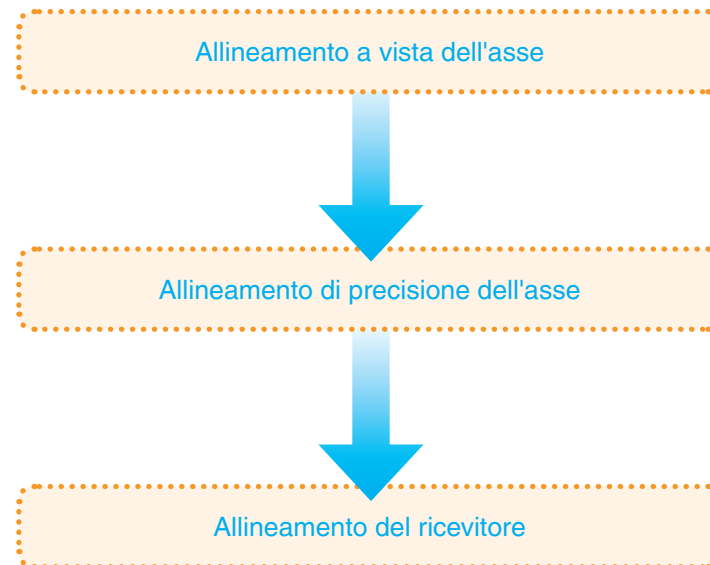 Allineamento a vista dell'asse
Allineamento di precisione dell'asse
Allineamento del ricevitore